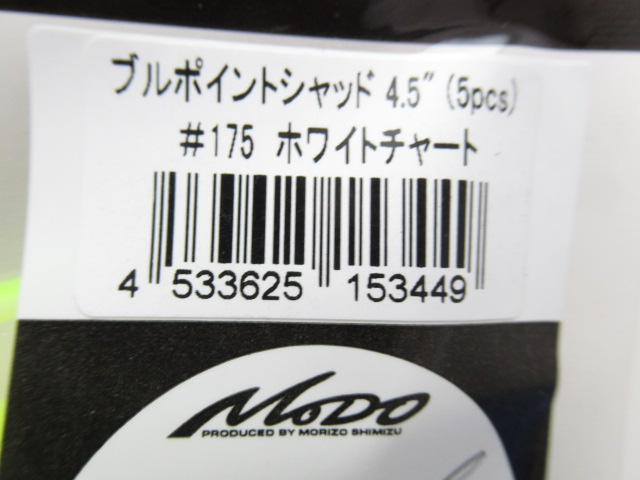 ブルポイントシャッド 4.5″ (5pcs)
#175 ホワイトチャート
4 533625 153449
MoDO
PRODUCED BY MORIZO SHIMIZU